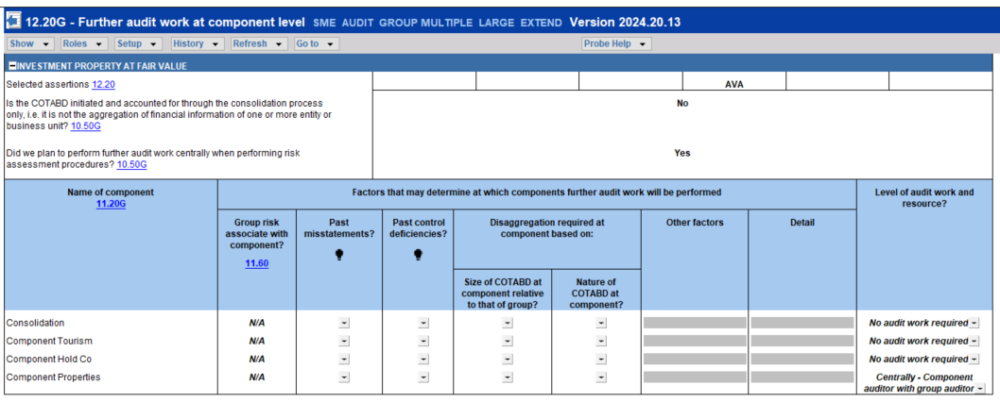 12.20G - Further audit work at component level SME AUDIT GROUP MULTIPLE LARGE EXTEND Version 2024.20.13
Show Roles Setup History Refresh Go to Probe Help
INVESTMENT PROPERTY AT FAIR VALUE
Selected assertions 12.20 AVA
Is the COTABD initiated and accounted for through the consolidation process
only, i.e. it is not the aggregation of financial information of one or more entity or
business unit? 10.50G
No
Did we plan to perform further audit work centrally when performing risk
assessment procedures? 10.50G
Yes
Name of component
11.20G
Factors that may determine at which components further audit work will be performed
Level of audit work and
resource?
Group risk
associate with
component?
11.60
Past
misstatements?
Past control
deficiencies?
Disaggregation required at
component based on:
Other factors
Detail
Size of COTABD at
component relative
to that of group?
Nature of
COTABD at
component?
Consolidation N/A No audit work required
Component Tourism N/A No audit work required
Component Hold Co N/A No audit work required
Component Properties N/A Centrally - Component
auditor with group auditor